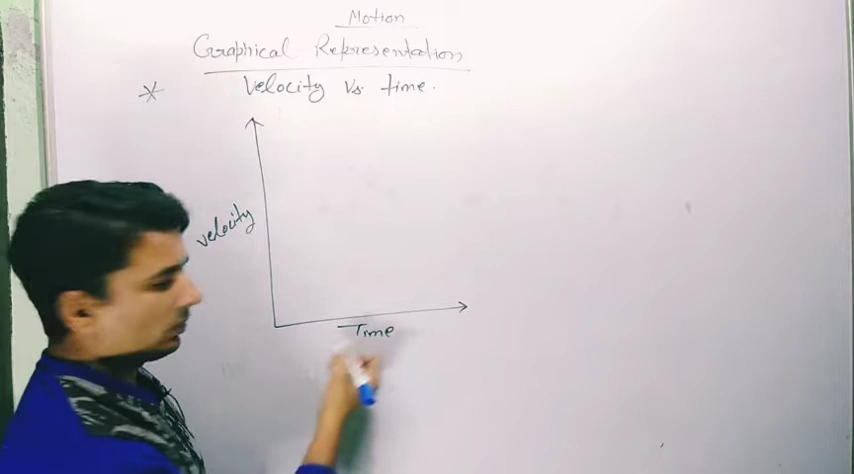 Motion
Graphical Representation
* Velocity Vs. time.
velocity
Time